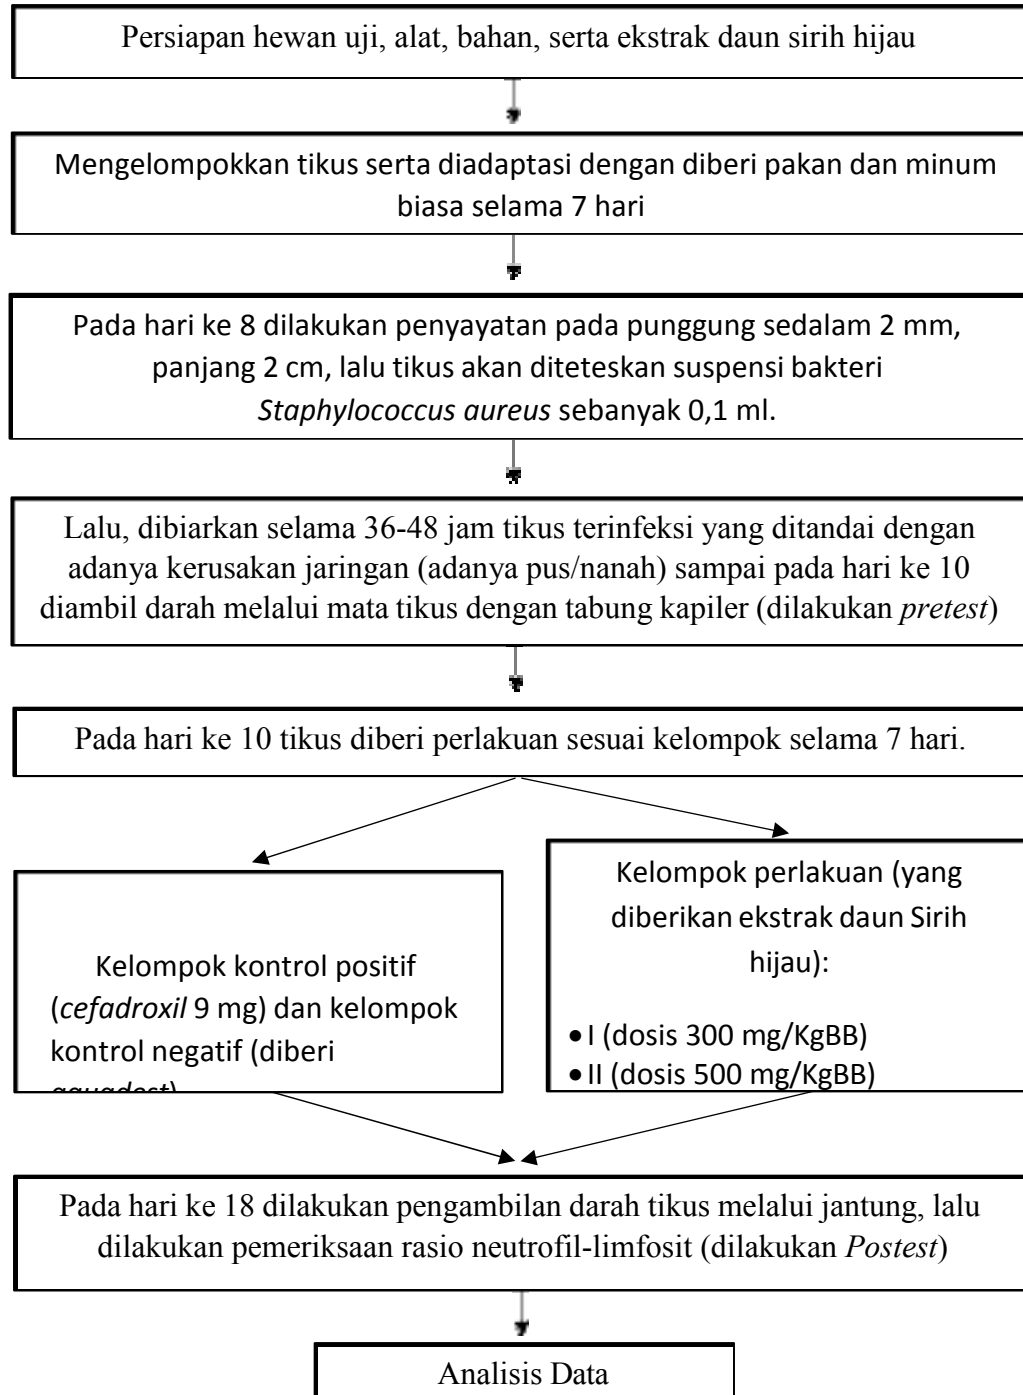 Persiapan hewan uji, alat, bahan, serta ekstrak daun sirih hijau
Mengelompokkan tikus serta diadaptasi dengan diberi pakan dan minum
biasa selama 7 hari
Pada hari ke 8 dilakukan penyayatan pada punggung sedalam 2 mm,
panjang 2 cm, lalu tikus akan diteteskan suspensi bakteri
Staphylococcus aureus sebanyak 0,1 ml.
Lalu, dibiarkan selama 36-48 jam tikus terinfeksi yang ditandai dengan
adanya kerusakan jaringan (adanya pus/nanah) sampai pada hari ke 10
diambil darah melalui mata tikus dengan tabung kapiler (dilakukan pretest)
Pada hari ke 10 tikus diberi perlakuan sesuai kelompok selama 7 hari.
Kelompok kontrol positif
(cefadroxil 9 mg) dan kelompok
kontrol negatif (diberi
aquadest)
Kelompok perlakuan (yang
diberikan ekstrak daun Sirih
hijau):
• I (dosis 300 mg/KgBB)
• II (dosis 500 mg/KgBB)
Pada hari ke 18 dilakukan pengambilan darah tikus melalui jantung, lalu
dilakukan pemeriksaan rasio neutrofil-limfosit (dilakukan Postest)
Analisis Data